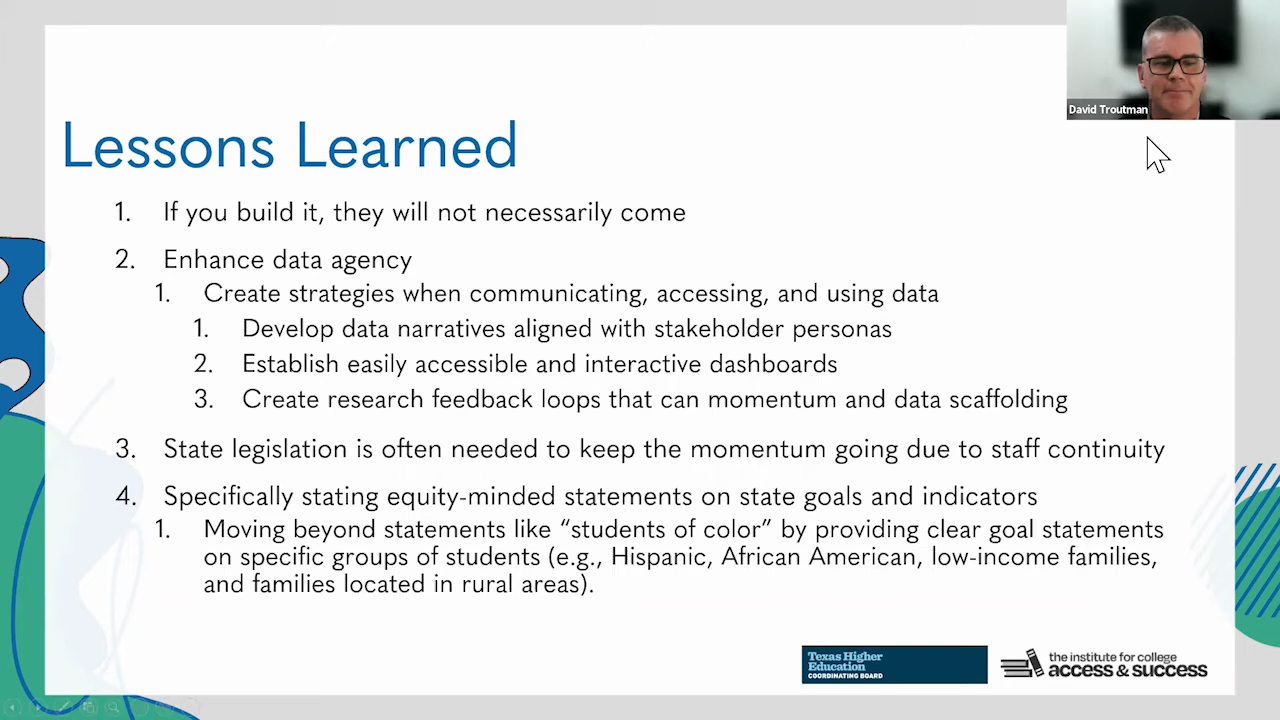 David Troutman
Lessons Learned
1. If you build it, they will not necessarily come
2. Enhance data agency
1. Create strategies when communicating, accessing, and using data
1. Develop data narratives aligned with stakeholder personas
2. Establish easily accessible and interactive dashboards
3. Create research feedback loops that can momentum and data scaffolding
3. State legislation is often needed to keep the momentum going due to staff continuity
4. Specifically stating equity-minded statements on state goals and indicators
1. Moving beyond statements like “students of color” by providing clear goal statements
on specific groups of students (e.g., Hispanic, African American, low-income families,
and families located in rural areas).
Texas Higher
Education
COORDINATING BOARD
the institute for college
access & success